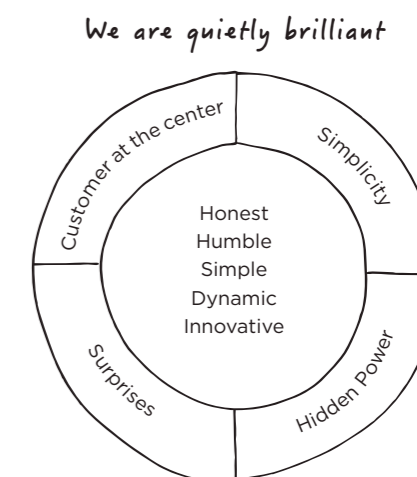 We are quietly brilliant
Customer at the center
Simplicity
Honest
Humble
Simple
Dynamic
Innovative
Surprises
Hidden Power